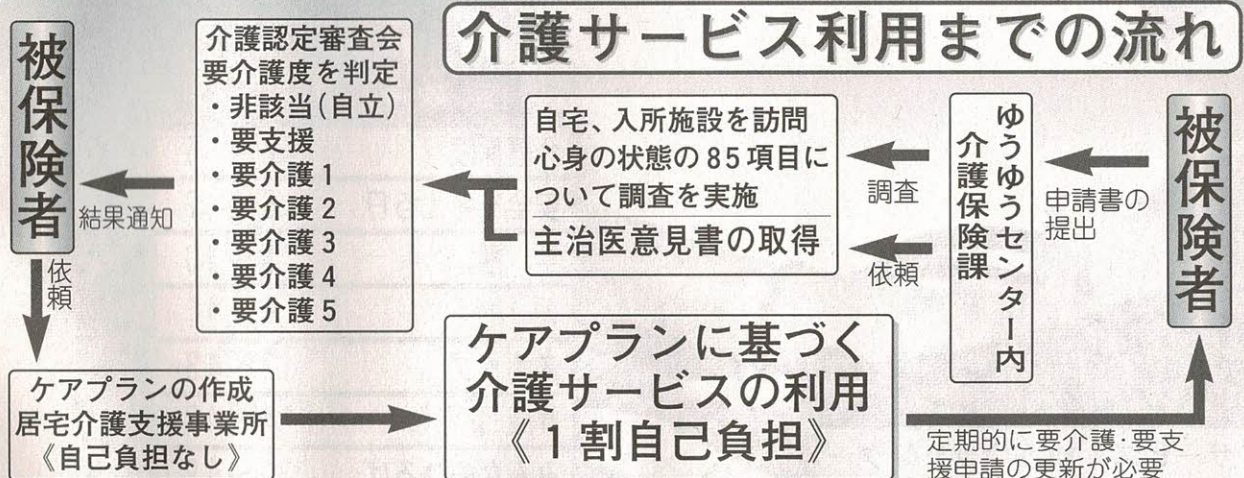 介護サービス利用までの流れ
被保険者
申請書の
提出
ゆうゆうセンター内
介護保険課
調査
依頼
自宅、入所施設を訪問
心身の状態の85項目に
ついて調査を実施
主治医意見書の取得
介護認定審査会
要介護度を判定
・非該当(自立)
・要支援
・要介護1
・要介護2
・要介護3
・要介護4
・要介護5
結果通知
被保険者
依頼
ケアプランの作成
居宅介護支援事業所
《自己負担なし》
ケアプランに基づく
介護サービスの利用
《1割自己負担》
定期的に要介護・要支
援申請の更新が必要